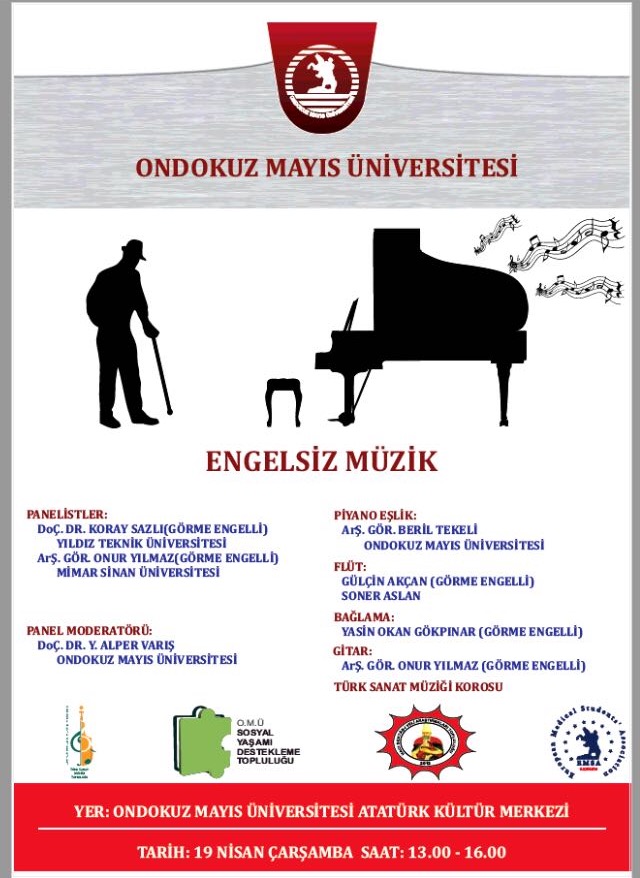 ONDOKUZ MAYIS ÜNİVERSİTESİ
ENGELSİZ MÜZİK
PANELİSTLER:
DOÇ. DR. KORAY SAZLI(GÖRME ENGELLİ)
YILDIZ TEKNİK ÜNİVERSİTESİ
ARŞ. GÖR. ONUR YILMAZ(GÖRME ENGELLİ)
MİMAR SİNAN ÜNİVERSİTESİ
PANEL MODERATÖRÜ:
DOÇ. DR. Y. ALPER VARIŞ
ONDOKUZ MAYIS ÜNİVERSİTESİ
PİYANO EŞLİK:
ARŞ. GÖR. BERİL TEKELİ
ONDOKUZ MAYIS ÜNİVERSİTESİ
FLÜT:
GÜLÇİN AKÇAN (GÖRME ENGELLİ)
SONER ASLAN
BAĞLAMA:
YASİN OKAN GÖKPINAR (GÖRME ENGELLİ)
GİTAR:
ARŞ. GÖR. ONUR YILMAZ (GÖRME ENGELLİ)
TÜRK SANAT MÜZİĞİ KOROSU
O.M.Ü
SOSYAL
YAŞAMI
DESTEKLEME
TOPLULUĞU
European Medical Students' Association
EMSA
YER: ONDOKUZ MAYIS ÜNİVERSİTESİ ATATÜRK KÜLTÜR MERKEZİ
TARİH: 19 NİSAN ÇARŞAMBA SAAT: 13.00 - 16.00